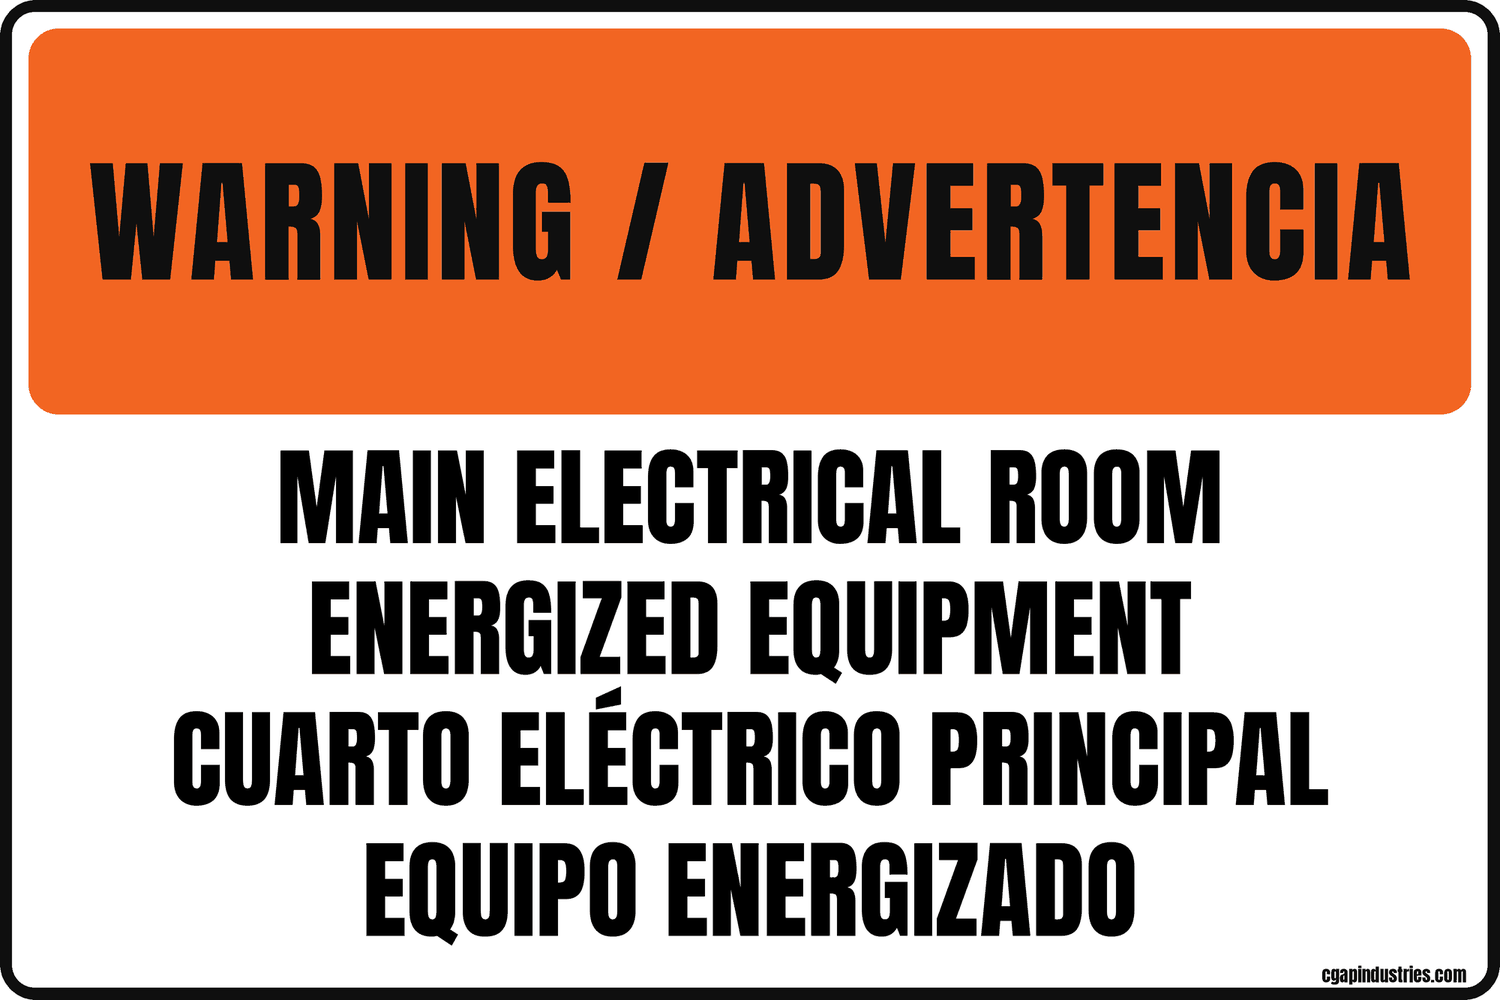 WARNING / ADVERTENCIA
MAIN ELECTRICAL ROOM
ENERGIZED EQUIPMENT
CUARTO ELÉCTRICO PRINCIPAL
EQUIPO ENERGIZADO
cgapindustries.com